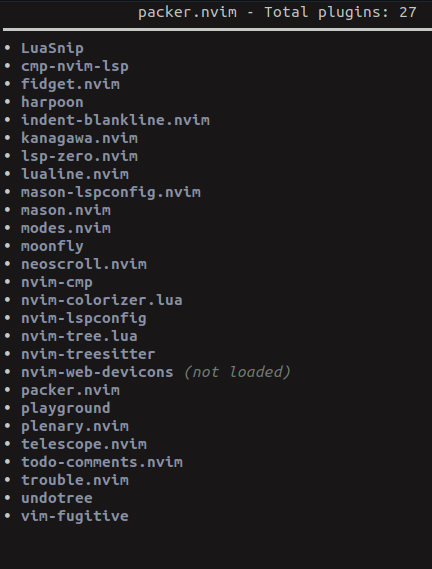 packer.nvim - Total plugins: 27
• LuaSnip
• cmp-nvim-lsp
• fidget.nvim
• harpoon
• indent-blankline.nvim
• kanagawa.nvim
• lsp-zero.nvim
• lualine.nvim
• mason-lspconfig.nvim
• mason.nvim
• modes.nvim
• moonfly
• neoscroll.nvim
• nvim-cmp
• nvim-colorizer.lua
• nvim-lspconfig
• nvim-tree.lua
• nvim-treesitter
• nvim-web-devicons (not loaded)
• packer.nvim
• playground
• plenary.nvim
• telescope.nvim
• todo-comments.nvim
• trouble.nvim
• undotree
• vim-fugitive